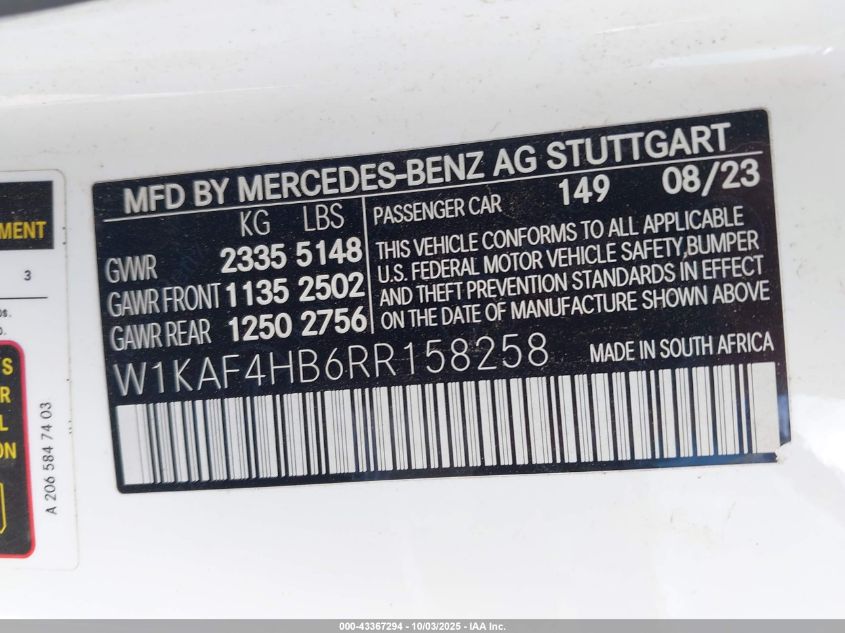 MFD BY MERCEDES-BENZ AG STUTTGART
KG LBS
GVWR 2335 5148
GAWR FRONT 1135 2502
GAWR REAR 1250 2756
PASSENGER CAR 149 08/23
THIS VEHICLE CONFORMS TO ALL APPLICABLE
U.S. FEDERAL MOTOR VEHICLE SAFETY, BUMPER
AND THEFT PREVENTION STANDARDS IN EFFECT
ON THE DATE OF MANUFACTURE SHOWN ABOVE
W1KAF4HB6RR158258 MADE IN SOUTH AFRICA
3
A 206 584 74 03
000-43367294 - 10/03/2025 - IAA Inc.